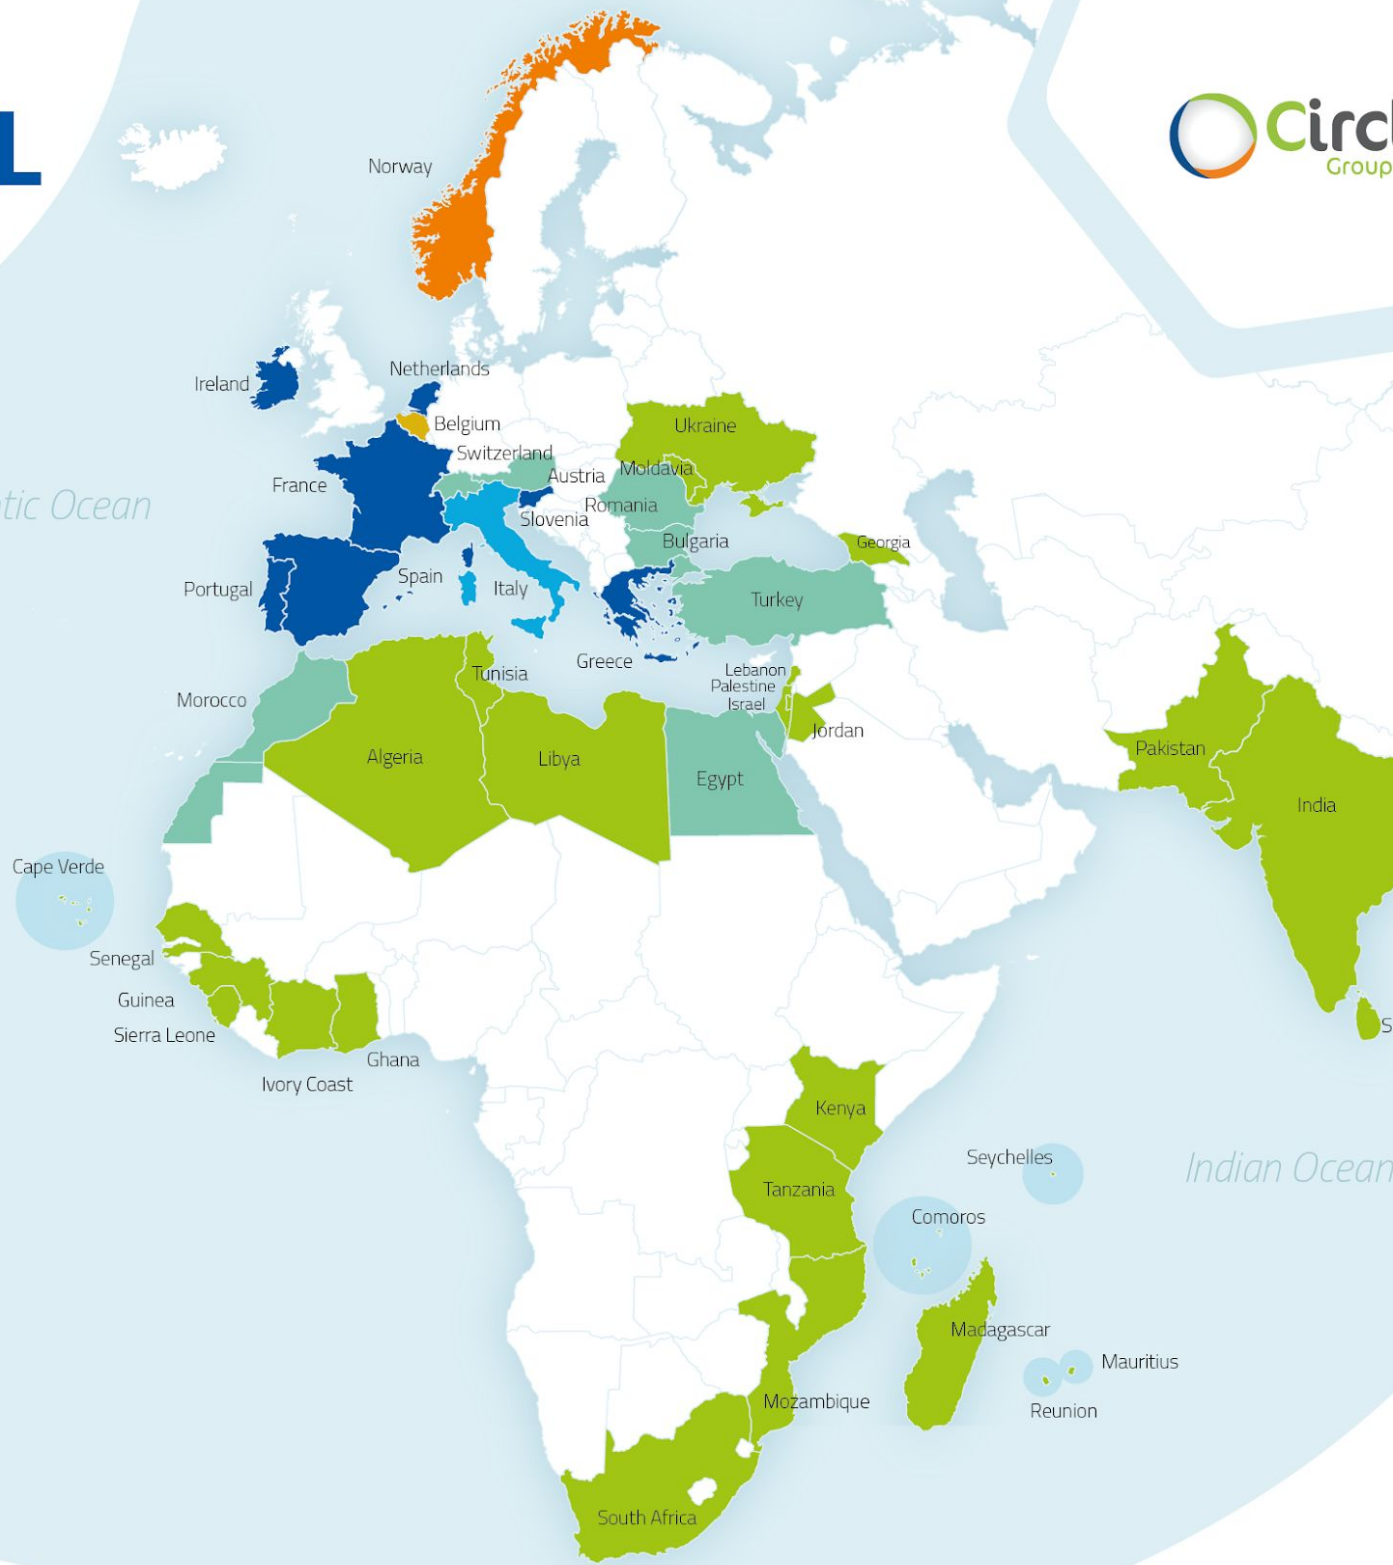 L
Circl
Group
Norway
Ireland
Netherlands
Belgium
Switzerland
Ukraine
Austria
Moldavia
France
Romania
Slovenia
tic Ocean
Bulgaria
Georgia
Portugal
Spain
Italy
Turkey
Greece
Tunisia
Lebanon
Palestine
Israel
Morocco
Jordan
Algeria
Libya
Egypt
Pakistan
India
Cape Verde
Senegal
Guinea
Sierra Leone
Ghana
Ivory Coast
S
Kenya
Seychelles
Indian Ocean
Tanzania
Comoros
Madagascar
Mauritius
Mozambique
Reunion
South Africa